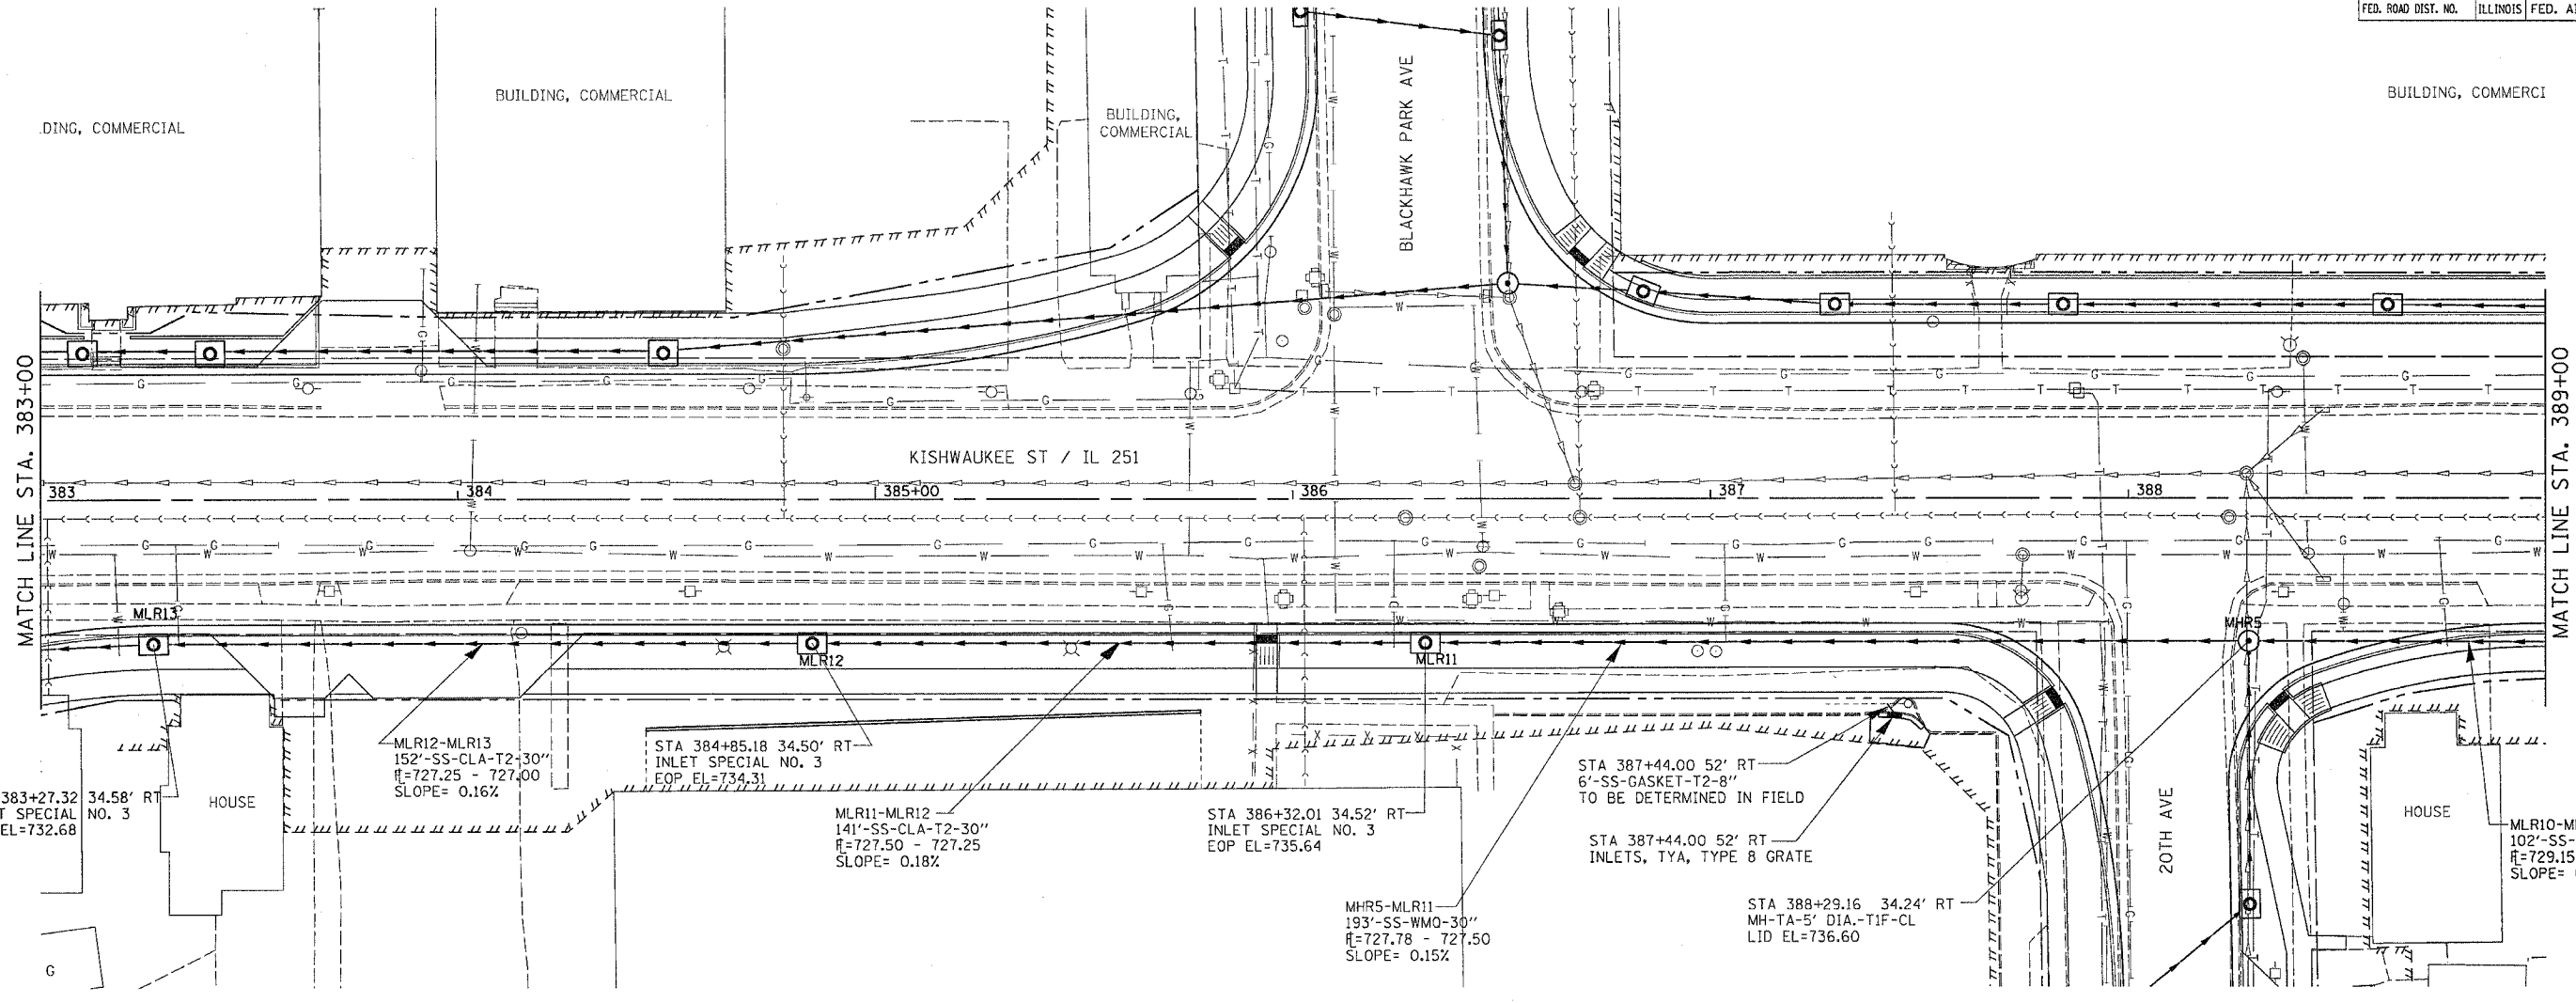 FED. ROAD DIST. NO. ILLINOIS FED. AI
.DING, COMMERCIAL
BUILDING, COMMERCIAL
BUILDING,
COMMERCIAL
BLACKHAWK PARK AVE
BUILDING, COMMERCI
MATCH LINE STA. 383+00
MATCH LINE STA. 389+00
KISHWAUKEE ST / IL 251
383
384
385+00
386
387
388
MLR13
MLR12
MLR11
MHR5
383+27.32 34.58' RT
T SPECIAL NO. 3
EL=732.68
HOUSE
G
MLR12-MLR13
152'-SS-CLA-T2-30"
FL=727.25 - 727.00
SLOPE= 0.16%
STA 384+85.18 34.50' RT
INLET SPECIAL NO. 3
EOP EL=734.31
MLR11-MLR12
141'-SS-CLA-T2-30"
FL=727.50 - 727.25
SLOPE= 0.18%
STA 386+32.01 34.52' RT
INLET SPECIAL NO. 3
EOP EL=735.64
MHR5-MLR11
193'-SS-WMQ-30"
FL=727.78 - 727.50
SLOPE= 0.15%
STA 387+44.00 52' RT
6'-SS-GASKET-T2-8"
TO BE DETERMINED IN FIELD
STA 387+44.00 52' RT
INLETS, TYA, TYPE 8 GRATE
STA 388+29.16 34.24' RT
MH-TA-5' DIA.-T1F-CL
LID EL=736.60
20TH AVE
HOUSE
MLR10-M
102'-SS-
FL=729.15
SLOPE=